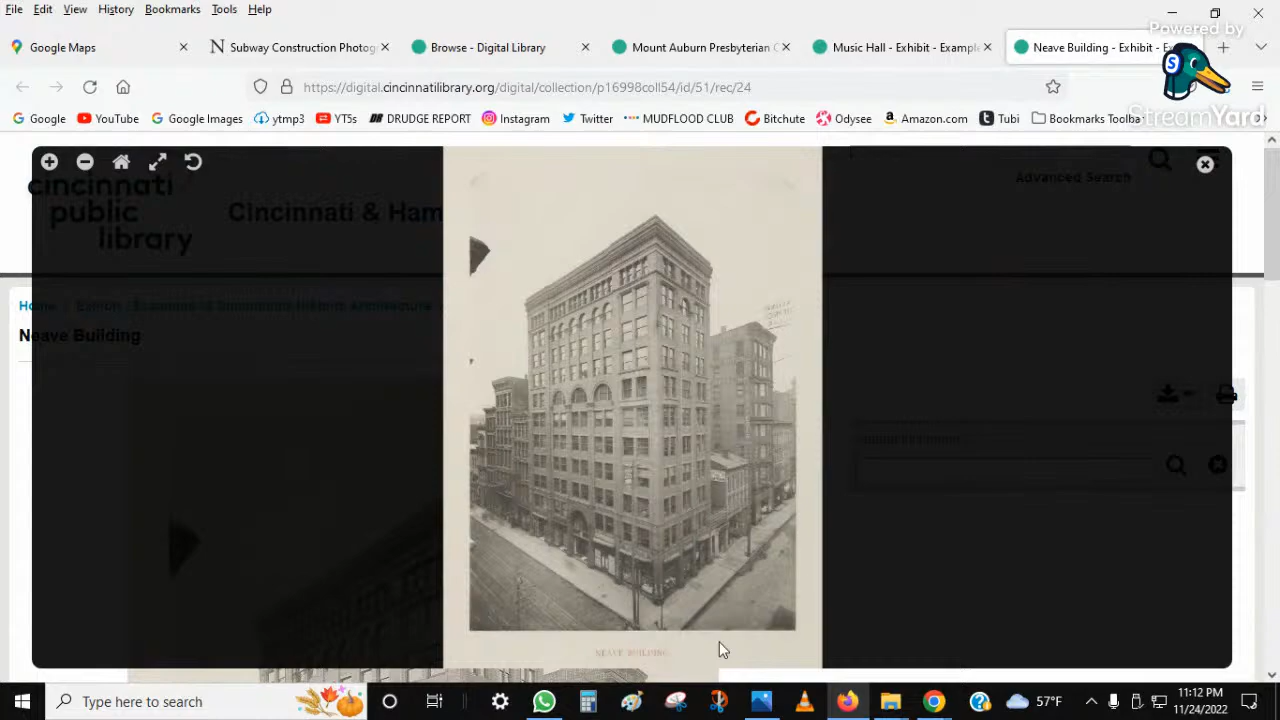 File Edit View History Bookmarks Tools Help
Powered by
StreamYard
Google Maps
Subway Construction Photog
Browse - Digital Library
Mount Auburn Presbyterian C
Music Hall - Exhibit - Exampl
Neave Building - Exhibit - E
https://digital.cincinnatilibrary.org/digital/collection/p16998coll54/id/51/rec/24
Google YouTube Google Images ytmp3 YT5s DRUDGE REPORT Instagram Twitter MUDFLOOD CLUB Bitchute Odysee Amazon.com Tubi Bookmarks Toolba
cincinnati
public
library
Cincinnati & Ham
Advanced Search
Neave Building
NEAVE BUILDING.
Type here to search
57°F
11:12 PM
11/24/2022